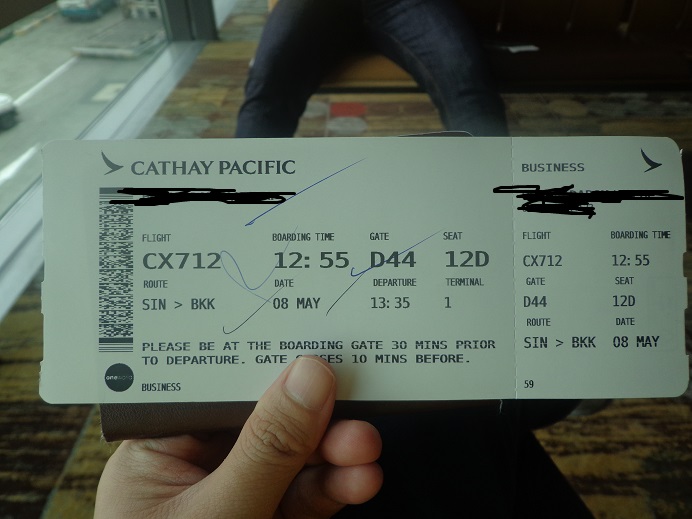 CATHAY PACIFIC
FLIGHT BOARDING TIME GATE SEAT
CX712 12:55 D44 12D
ROUTE DATE DEPARTURE TERMINAL
SIN > BKK 08 MAY 13:35 1
PLEASE BE AT THE BOARDING GATE 30 MINS PRIOR
TO DEPARTURE. GATE 10 MINS BEFORE.
oneworld
BUSINESS
BUSINESS
FLIGHT BOARDING TIME
CX712 12:55
GATE SEAT
D44 12D
ROUTE DATE
SIN > BKK 08 MAY
59